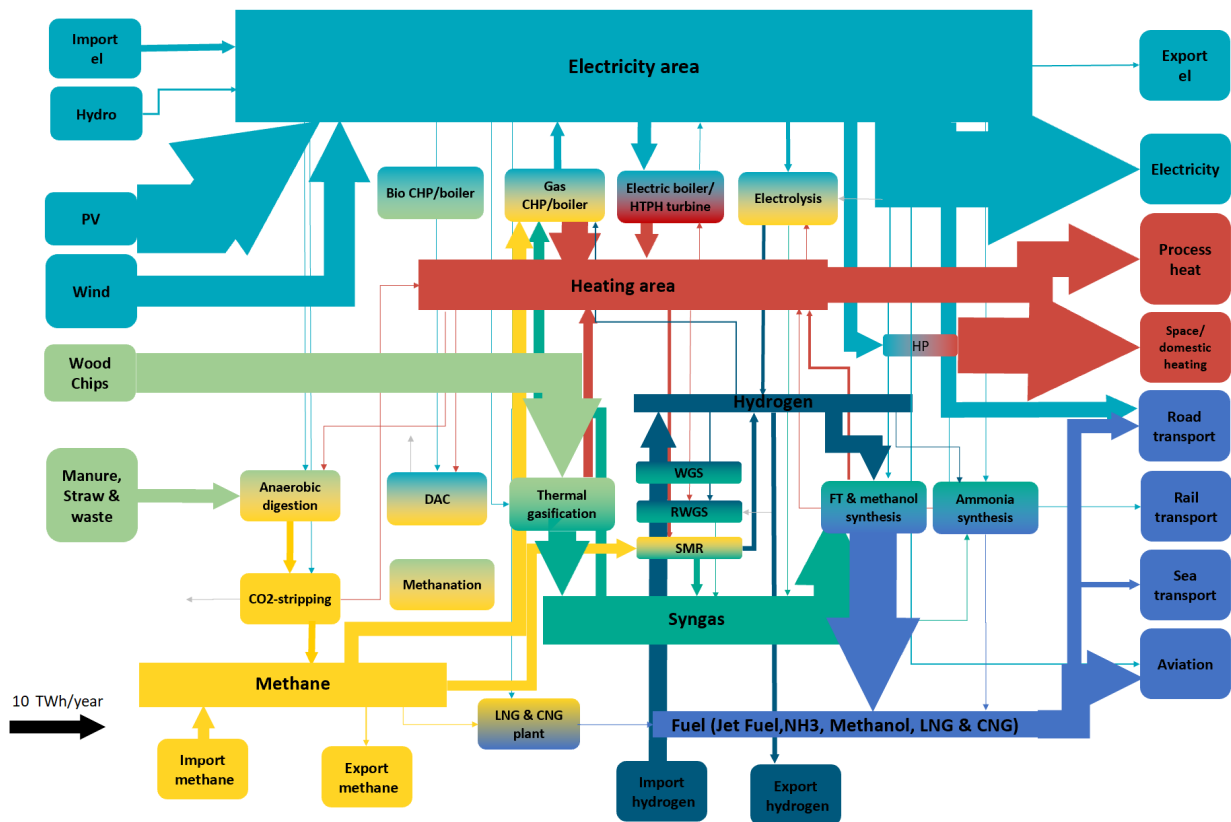 Import
el
Electricity area
Export
el
Hydro
Electricity
Bio CHP/boiler
Gas
CHP/boiler
Electric boiler/
HTPH turbine
Electrolysis
PV
Process
heat
Wind
Heating area
Space/
domestic
heating
HP
Wood
Chips
Hydrogen
Road
transport
Manure,
Straw &
waste
Anaerobic
digestion
DAC
Thermal
gasification
WGS
RWGS
SMR
FT & methanol
synthesis
Ammonia
synthesis
Rail
transport
CO2-stripping
Methanation
Syngas
Sea
transport
Methane
Aviation
10 TWh/year
LNG & CNG
plant
Fuel (Jet Fuel,NH3, Methanol, LNG & CNG)
Import
methane
Export
methane
Import
hydrogen
Export
hydrogen